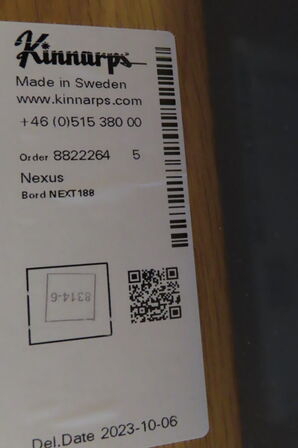 Kinnarps
Made in Sweden
www.kinnarps.com
+46 (0)515 380 00
Order 8822264 5
Nexus
Bord NEXT188
8314-6
Del.Date 2023-10-06